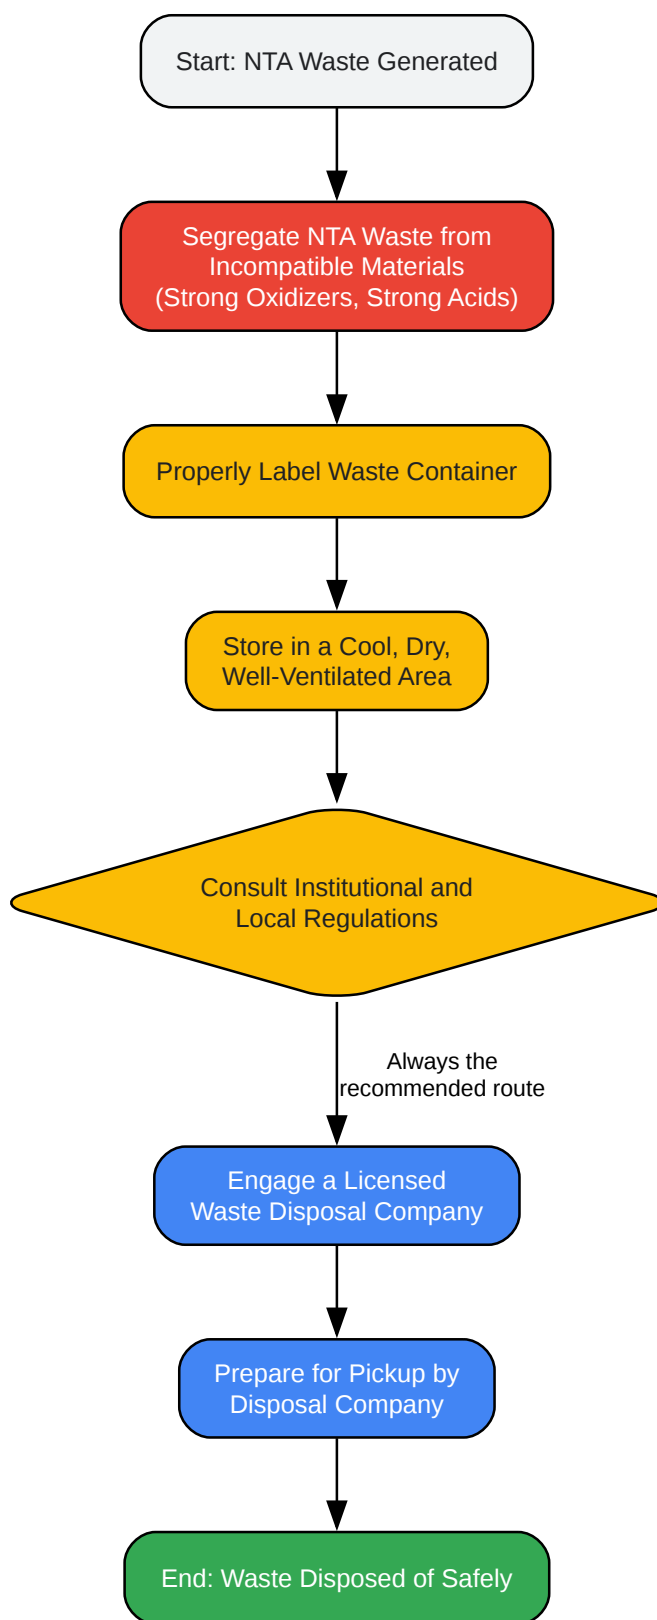 Start: NTA Waste Generated
Segregate NTA Waste from
Incompatible Materials
(Strong Oxidizers, Strong Acids)
Properly Label Waste Container
Store in a Cool, Dry,
Well-Ventilated Area
Consult Institutional and
Local Regulations
Always the
recommended route
Engage a Licensed
Waste Disposal Company
Prepare for Pickup by
Disposal Company
End: Waste Disposed of Safely